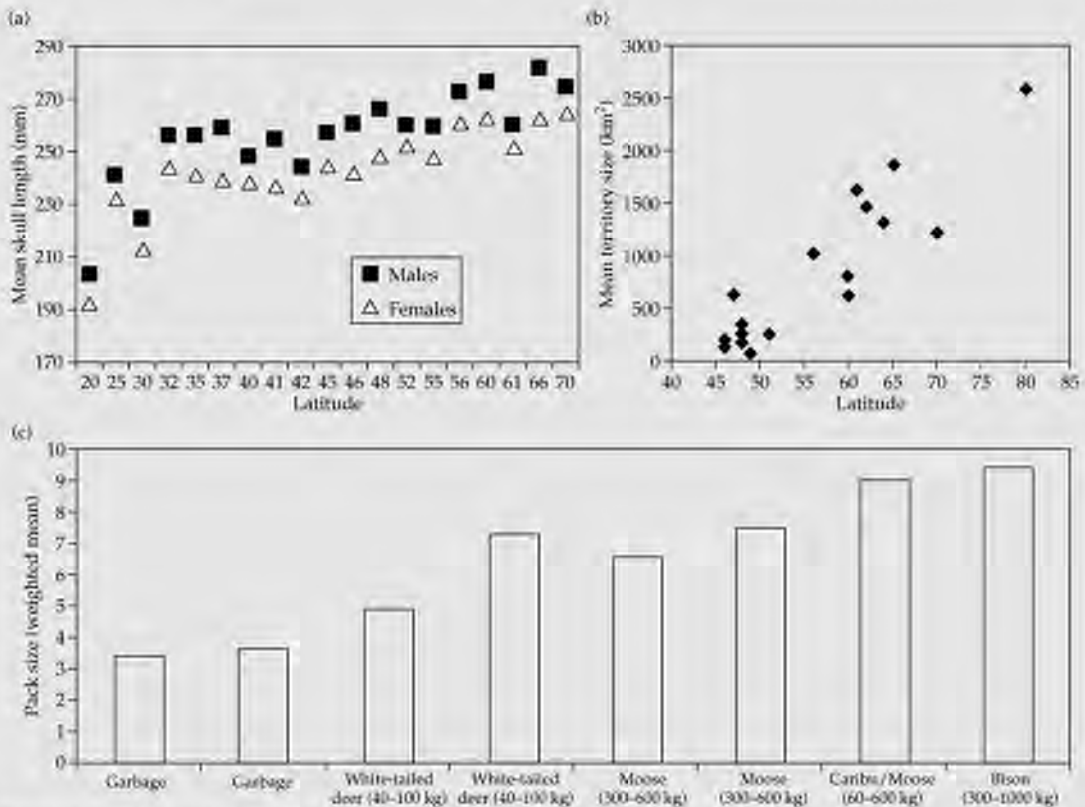 (a)
290
270
250
230
210
190
170
Mean skull length (mm)
Males
Females
20 25 30 32 35 37 40 41 42 43 46 48 52 55 56 60 61 66 70
Latitude
(b)
3000
2500
2000
1500
1000
500
0
Mean territory size (km²)
40 45 50 55 60 65 70 75 80 85
Latitude
(c)
10
9
8
7
6
5
4
3
2
1
0
Pack size (weighted mean)
Garbage Garbage White-tailed White-tailed Moose Moose Caribu/Moose Bison
deer (40–100 kg) deer (40–100 kg) (300–600 kg) (300–600 kg) (60–600 kg) (300–1000 kg)